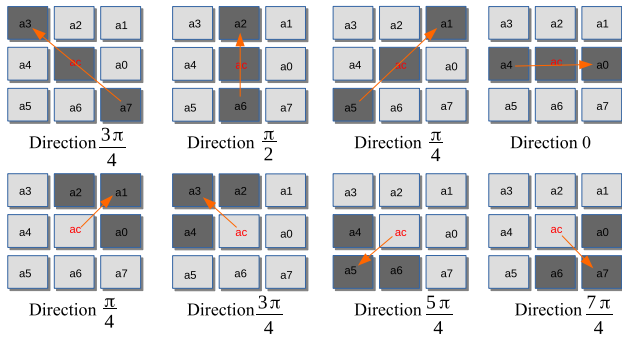 a3 a2 a1 a3 a2 a1 a3 a2 a1 a3 a2 a1
a4 ac a0 a4 ac a0 a4 ac a0 a4 ac a0
a5 a6 a7 a5 a6 a7 a5 a6 a7 a5 a6 a7
Direction 3π/4 Direction π/2 Direction π/4 Direction 0
a3 a2 a1 a3 a2 a1 a3 a2 a1 a3 a2 a1
a4 ac a0 a4 ac a0 a4 ac a0 a4 ac a0
a5 a6 a7 a5 a6 a7 a5 a6 a7 a5 a6 a7
Direction π/4 Direction 3π/4 Direction 5π/4 Direction 7π/4